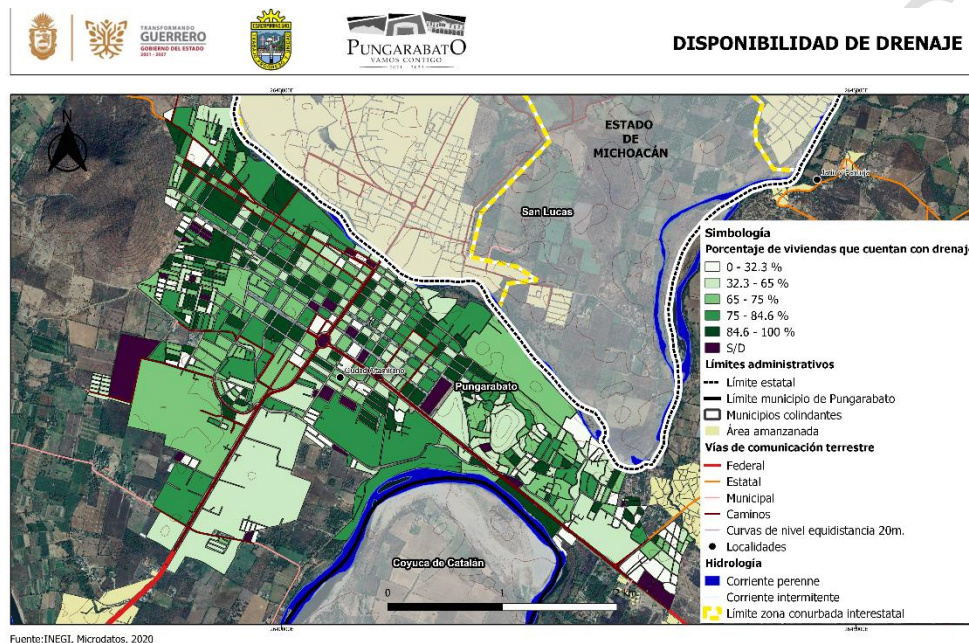 TRANSFORMANDO
GUERRERO
GOBIERNO DEL ESTADO
2021 - 2027
PUNGARABATO
VAMOS CONTIGO
DISPONIBILIDAD DE DRENAJE
N
ESTADO
DE
MICHOACÁN
San Lucas
Pungarabato
Coyuca de Catalán
0 1 2 km
Simbología
Porcentaje de viviendas que cuentan con drenaj
0 - 32.3 %
32.3 - 65 %
65 - 75 %
75 - 84.6 %
84.6 - 100 %
S/D
Límites administrativos
Límite estatal
Límite municipio de Pungarabato
Municipios colindantes
Área amanzanada
Vías de comunicación terrestre
Federal
Estatal
Municipal
Caminos
Curvas de nivel equidistancia 20m.
Localidades
Hidrología
Corriente perenne
Corriente intermitente
Límite zona conurbada interestatal
Fuente:INEGI. Microdatos, 2020